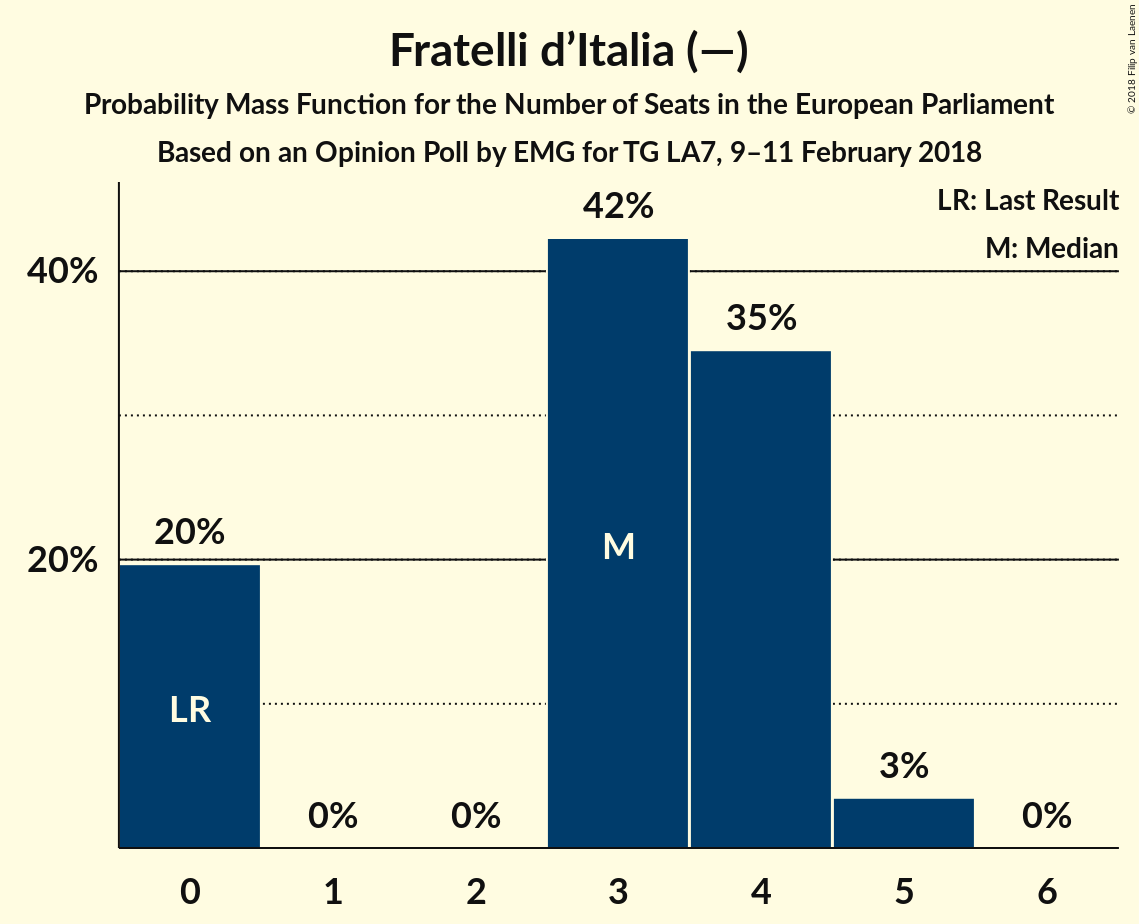 Fratelli d’Italia (—)
Probability Mass Function for the Number of Seats in the European Parliament
Based on an Opinion Poll by EMG for TG LA7, 9–11 February 2018
© 2018 Filip van Laenen
LR: Last Result
M: Median
40%
20%
20%
0%
0%
42%
35%
3%
0%
LR
M
0
1
2
3
4
5
6